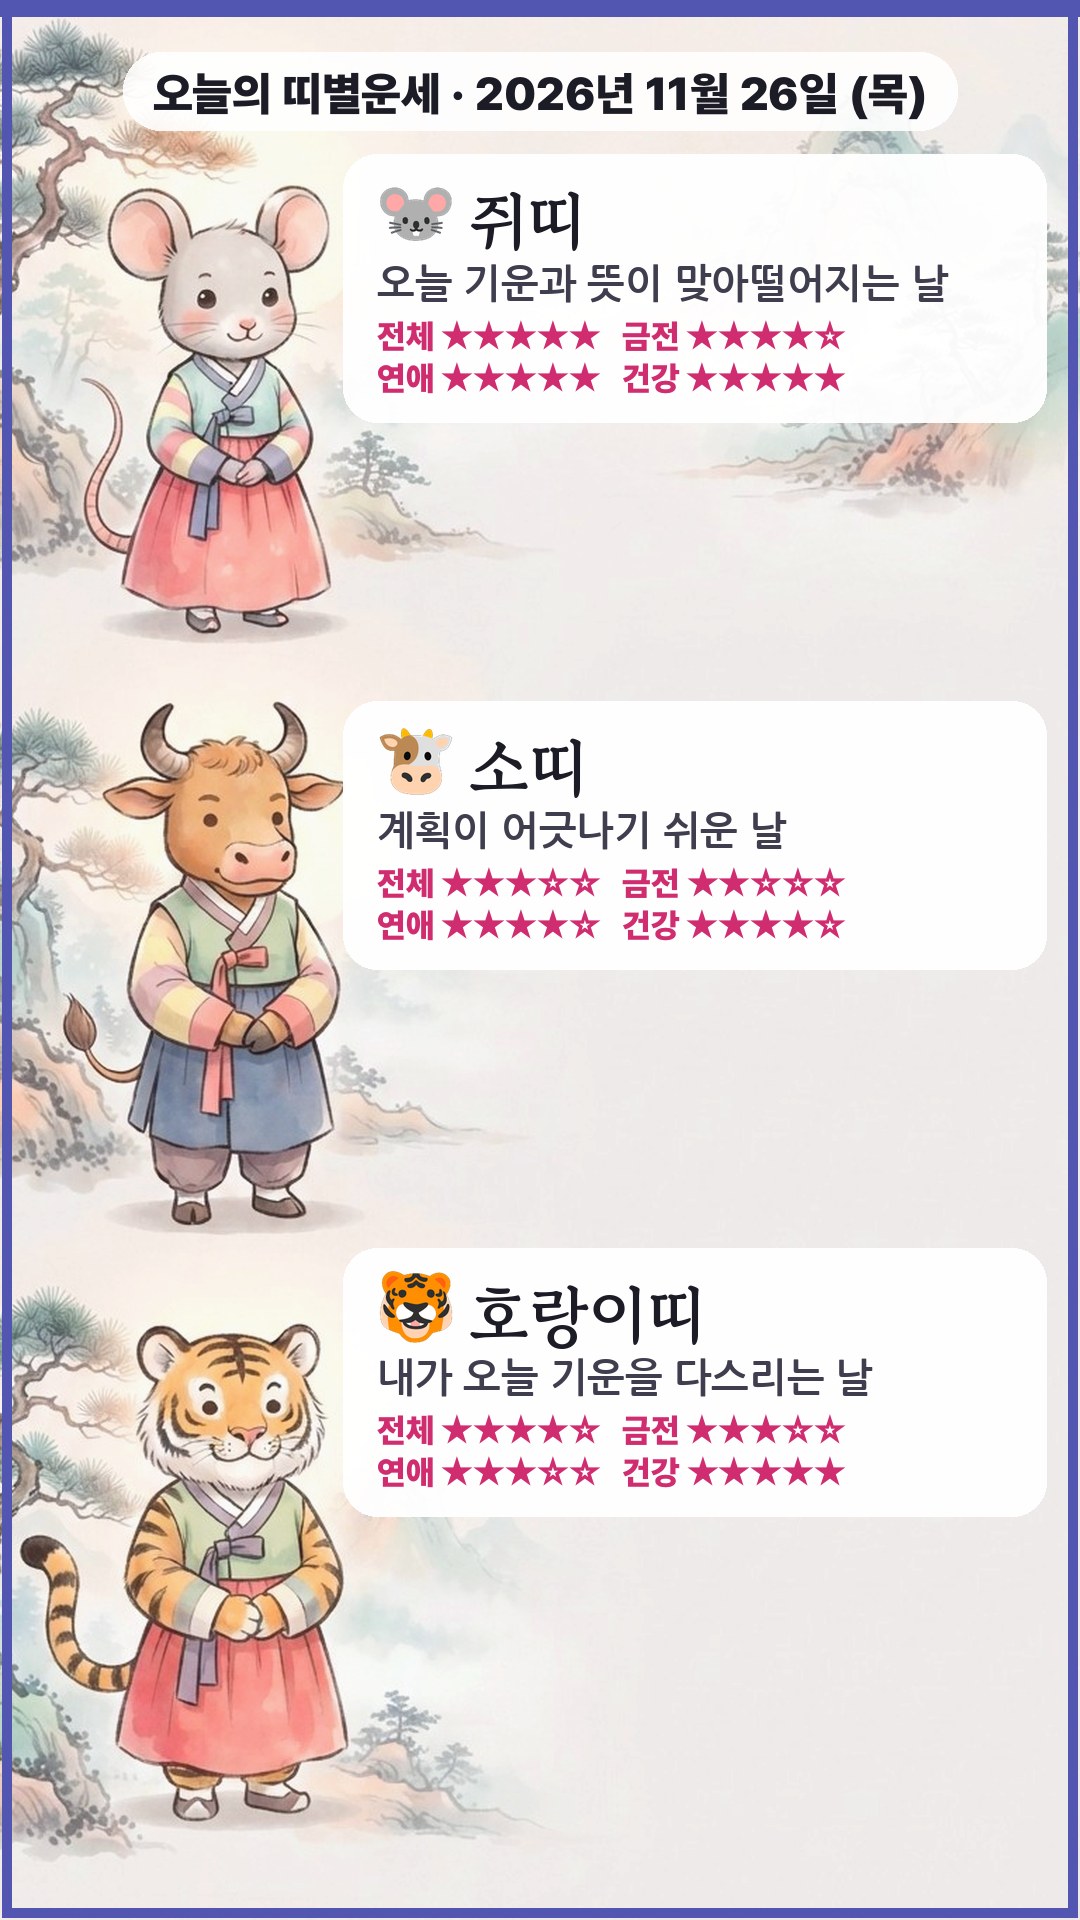 오늘의 띠별운세 · 2026년 11월 26일 (목)
쥐띠
오늘 기운과 뜻이 맞아떨어지는 날
전체 ★★★★★ 금전 ★★★★☆
연애 ★★★★★ 건강 ★★★★★
소띠
계획이 어긋나기 쉬운 날
전체 ★★★☆☆ 금전 ★★☆☆☆
연애 ★★★★☆ 건강 ★★★★☆
호랑이띠
내가 오늘 기운을 다스리는 날
전체 ★★★★☆ 금전 ★★★☆☆
연애 ★★★☆☆ 건강 ★★★★★